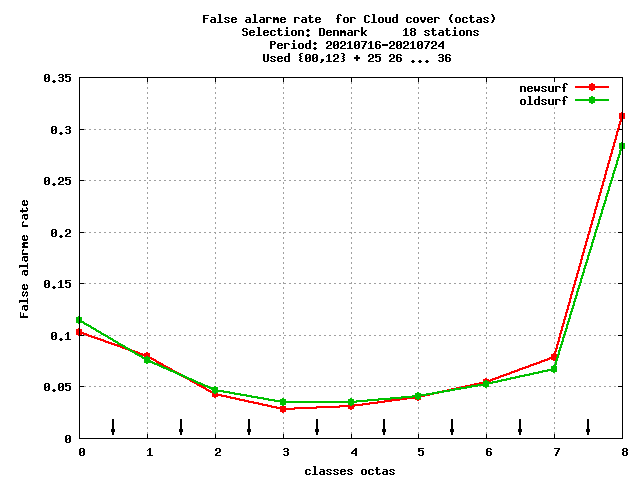 False alarme rate  for Cloud cover (octas)
Selection: Denmark     18 stations
Period: 20210716-20210724
Used {00,12} + 25 26 ... 36
newsurf
oldsurf
0.35
0.3
0.25
0.2
0.15
0.1
0.05
0
False alarme rate
0 1 2 3 4 5 6 7 8
classes octas